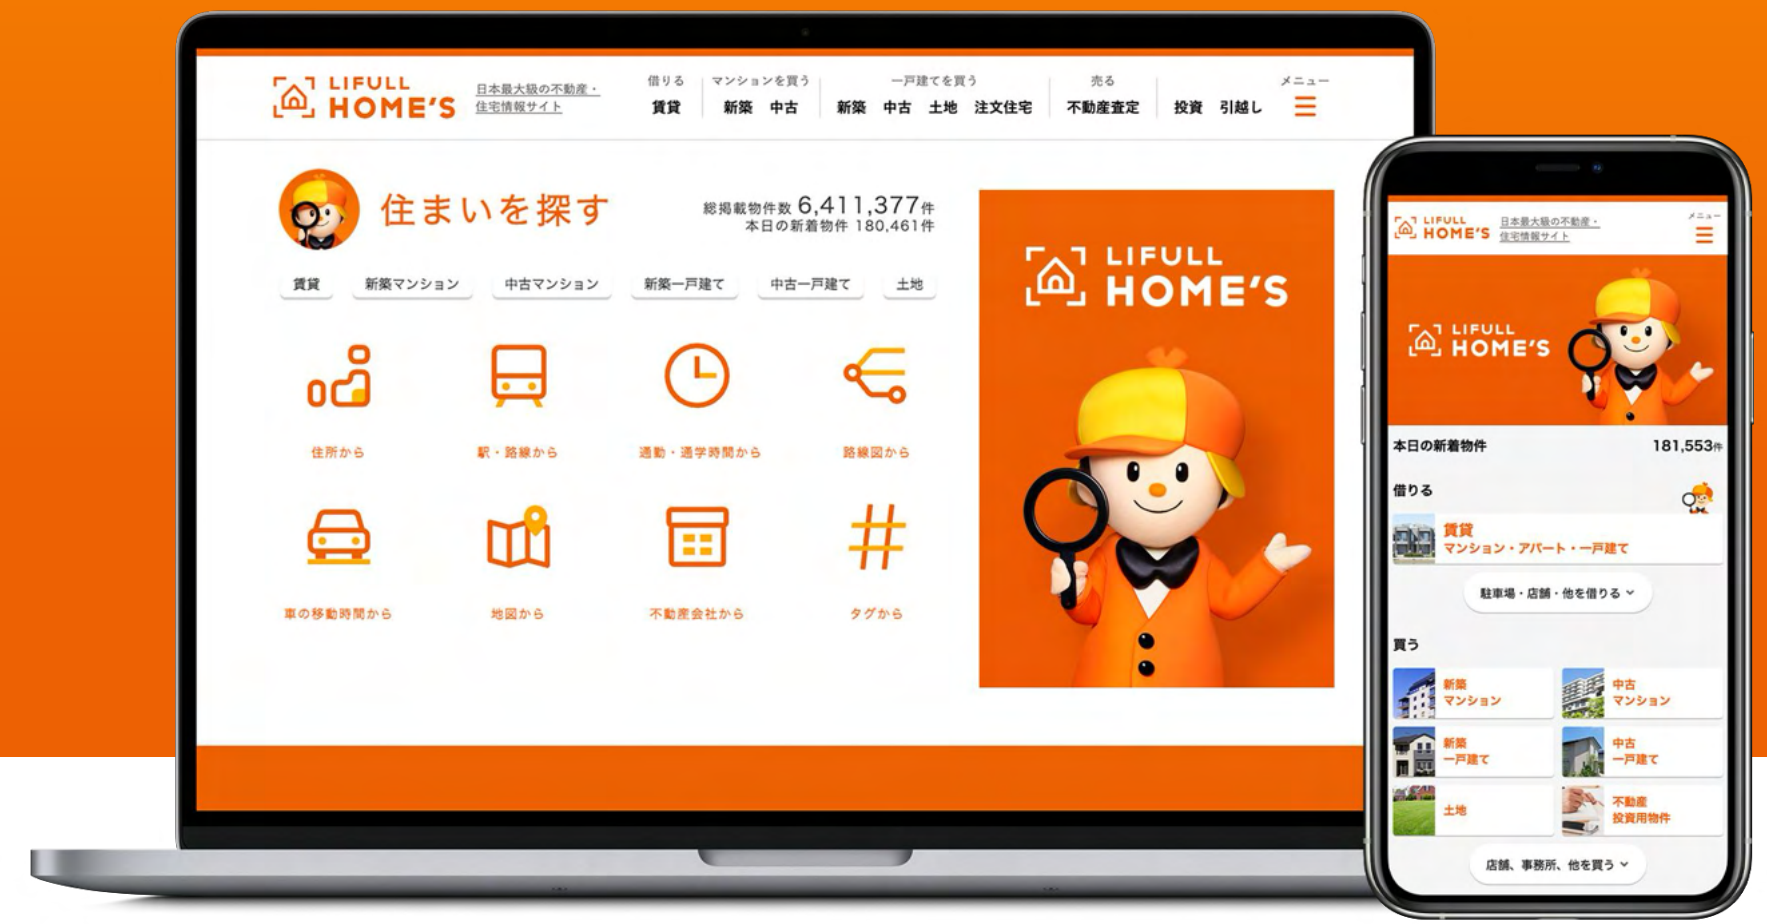 LIFULL
HOME'S
日本最大級の不動産・
住宅情報サイト
借りる
賃貸
マンションを買う
新築 中古
一戸建てを買う
新築 中古 土地 注文住宅
売る
不動産査定
投資 引越し
メニュー
住まいを探す
総掲載物件数 6,411,377件
本日の新着物件 180,461件
賃貸 新築マンション 中古マンション 新築一戸建て 中古一戸建て 土地
住所から 駅・路線から 通勤・通学時間から 路線図から
車の移動時間から 地図から 不動産会社から タグから
LIFULL
HOME'S
LIFULL
HOME'S
日本最大級の不動産・
住宅情報サイト
メニュー
LIFULL
HOME'S
本日の新着物件 181,553件
借りる
賃貸
マンション・アパート・一戸建て
駐車場・店舗・他を借りる
買う
新築
マンション
中古
マンション
新築
一戸建て
中古
一戸建て
土地
不動産
投資用物件
店舗、事務所、他を買う